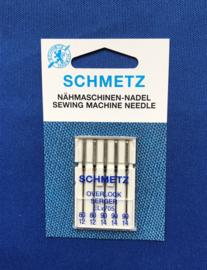 SCHMETZ
NÄHMASCHINEN-NADEL
SEWING MACHINE NEEDLE
SCHMETZ
OVERLOCK
SERGER
ELx705
80 80 90 90 90
12 12 14 14 14